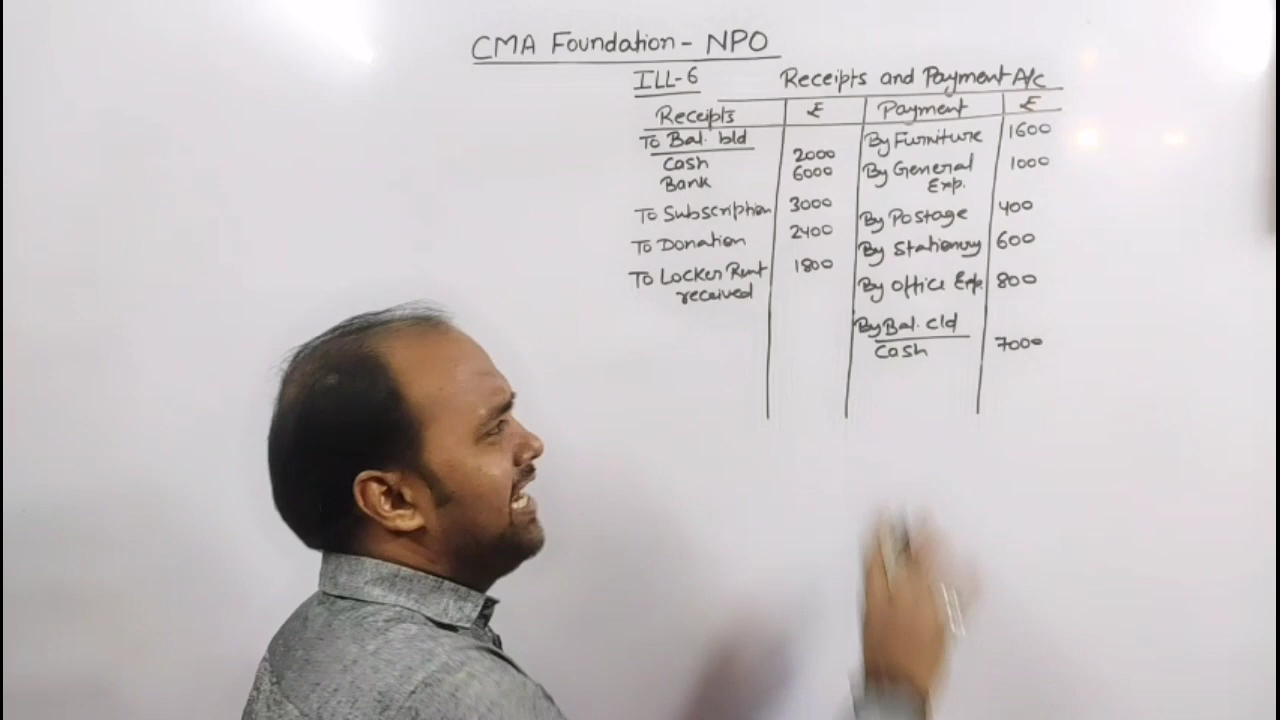 CMA Foundation - NPO
ILL-6 Receipts and Payment A/c
Receipts ₹ Payment ₹
To Bal. b/d By Furniture 1600
Cash 2000 By General 1000
Bank 6000 Exp.
To Subscription 3000 By Postage 400
To Donation 2400 By Stationery 600
To Locker Rent 1800 By Office Exp. 800
received
By Bal. c/d
Cash 7000